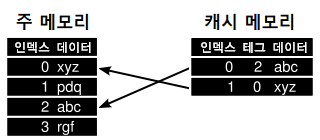 주 메모리
인덱스 데이터
0 xyz
1 pdq
2 abc
3 rgf
캐시 메모리
인덱스 태그 데이터
0 2 abc
1 0 xyz